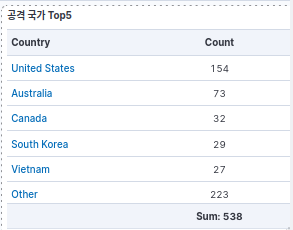 공격 국가 Top5
Country Count
United States 154
Australia 73
Canada 32
South Korea 29
Vietnam 27
Other 223
Sum: 538